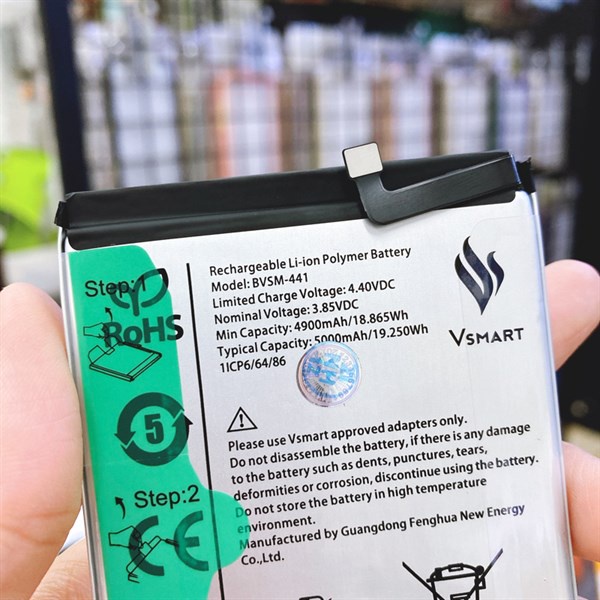 Rechargeable Li-ion Polymer Battery
Model: BVSM-441
Limited Charge Voltage: 4.40VDC
Nominal Voltage: 3.85VDC
Min Capacity: 4900mAh/18.865Wh
Typical Capacity: 5000mAh/19.250Wh
1ICP6/64/86
VSMART
Step:1
RoHS
5
Step:2
CE
Please use Vsmart approved adapters only.
Do not disassemble the battery, if there is any damage
to the battery such as dents, punctures, tears,
deformities or corrosion, discontinue using the battery.
Do not store the battery in high temperature
environment.
Manufactured by Guangdong Fenghua New Energy
Co.,Ltd.